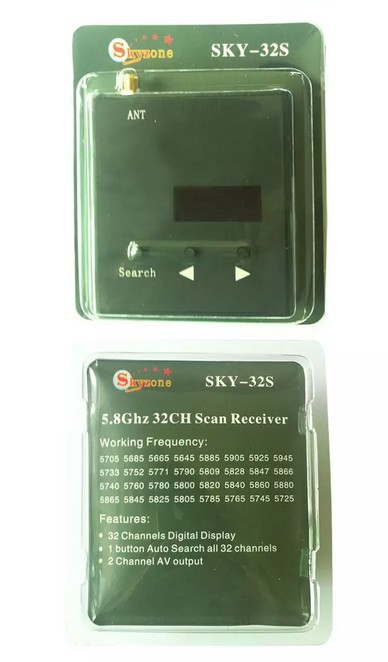 Skyzone SKY-32S
ANT
Search
Skyzone SKY-32S
5.8Ghz 32CH Scan Receiver
Working Frequency:
5705 5685 5665 5645 5885 5905 5925 5945
5733 5752 5771 5790 5809 5828 5847 5866
5740 5760 5780 5800 5820 5840 5860 5880
5865 5845 5825 5805 5785 5765 5745 5725
Features:
• 32 Channels Digital Display
• 1 button Auto Search all 32 channels
• 2 Channel AV output